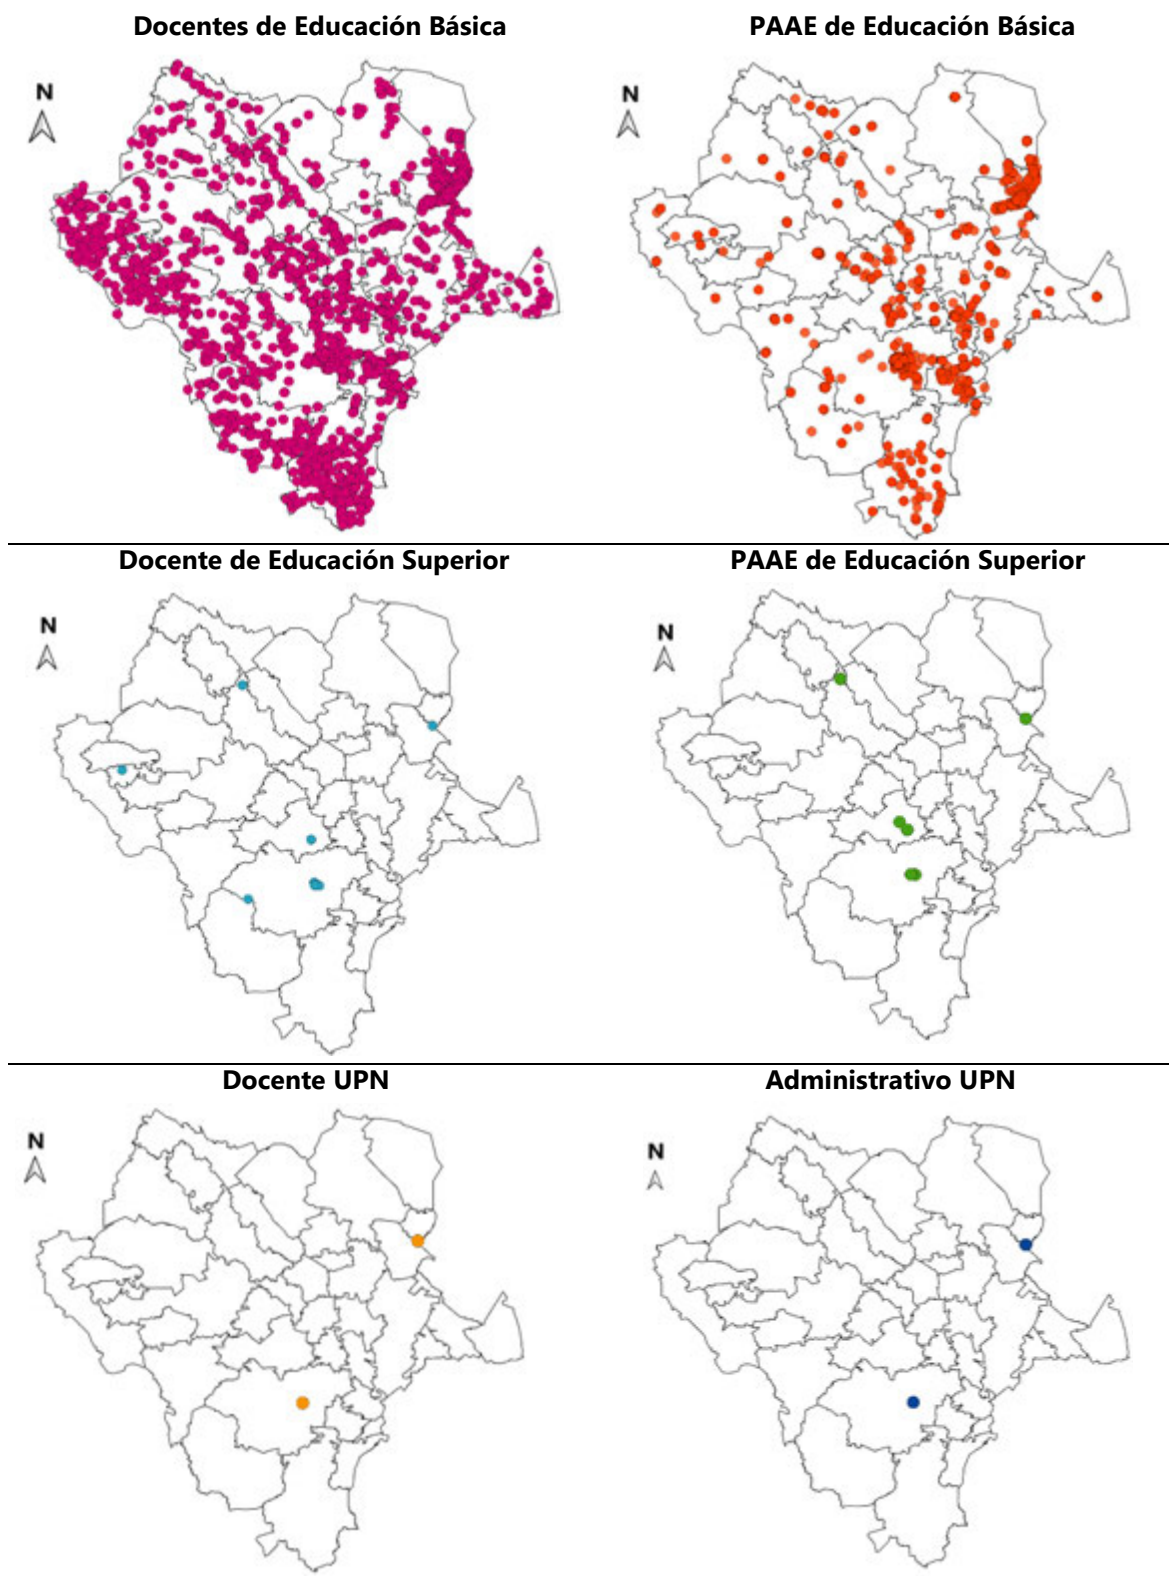 Docentes de Educación Básica
PAAE de Educación Básica
N
N
Docente de Educación Superior
PAAE de Educación Superior
N
N
Docente UPN
Administrativo UPN
N
N